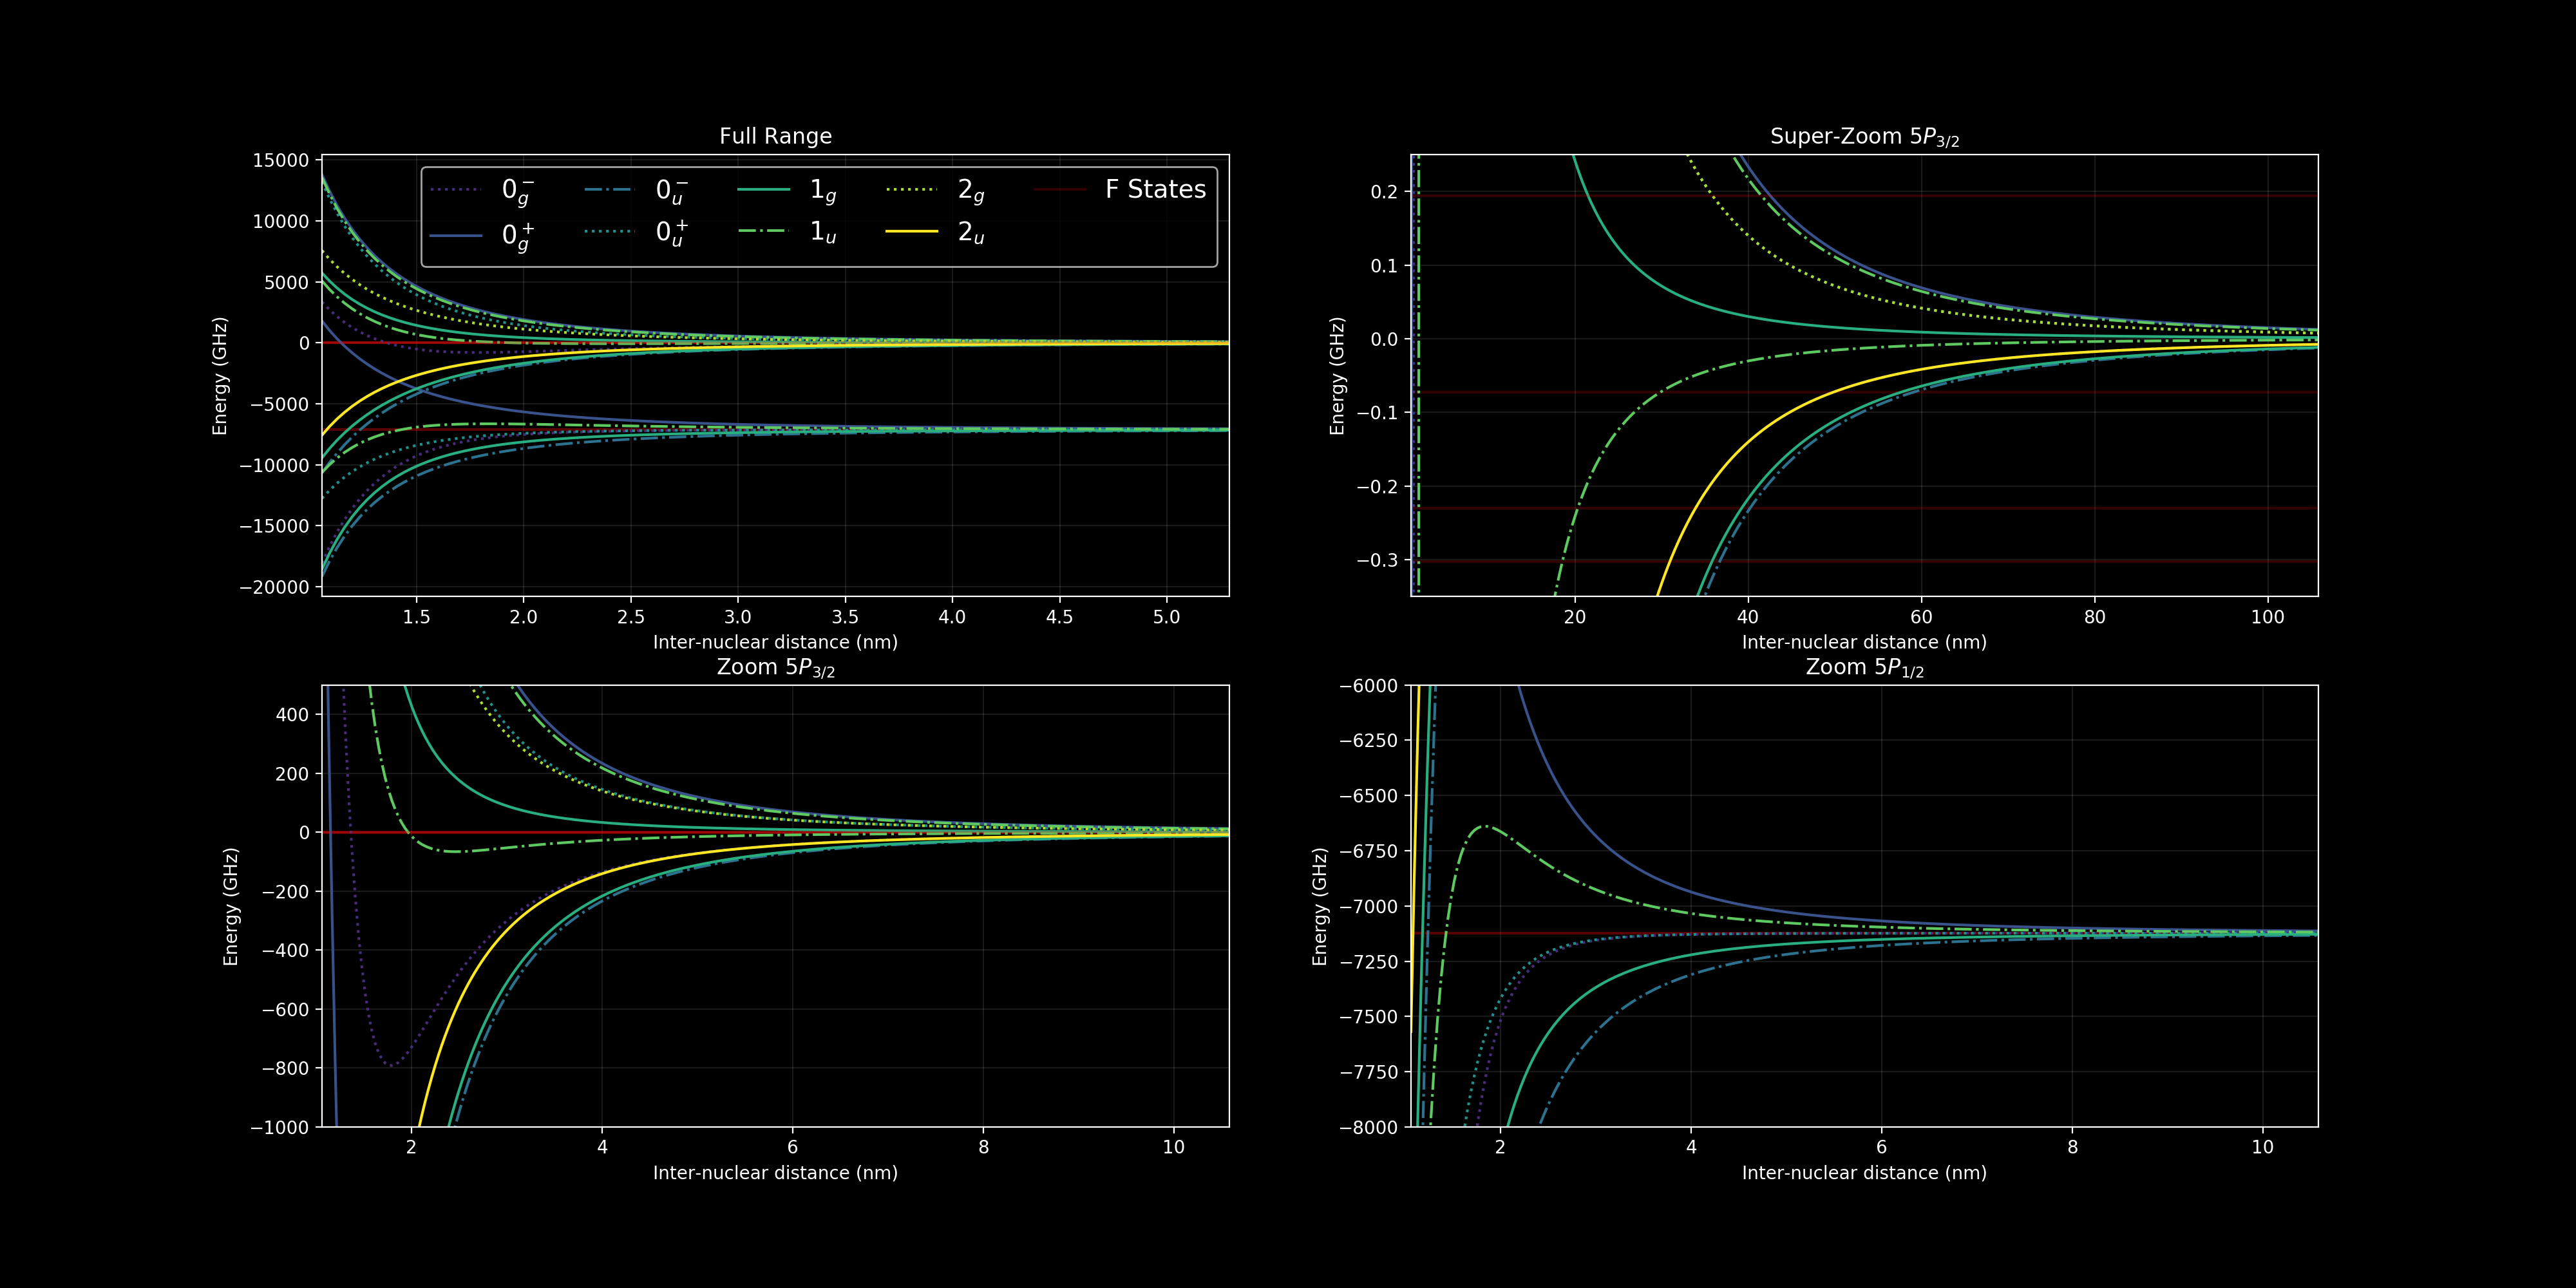 Full Range
15000
10000
5000
0
−5000
−10000
−15000
−20000
Energy (GHz)
0g− 0u− 1g 2g F States
0g+ 0u+ 1u 2u
1.5 2.0 2.5 3.0 3.5 4.0 4.5 5.0
Inter-nuclear distance (nm)
Super-Zoom 5P3/2
0.2
0.1
0.0
−0.1
−0.2
−0.3
Energy (GHz)
20 40 60 80 100
Inter-nuclear distance (nm)
Zoom 5P3/2
400
200
0
−200
−400
−600
−800
−1000
Energy (GHz)
2 4 6 8 10
Inter-nuclear distance (nm)
Zoom 5P1/2
−6000
−6250
−6500
−6750
−7000
−7250
−7500
−7750
−8000
Energy (GHz)
2 4 6 8 10
Inter-nuclear distance (nm)